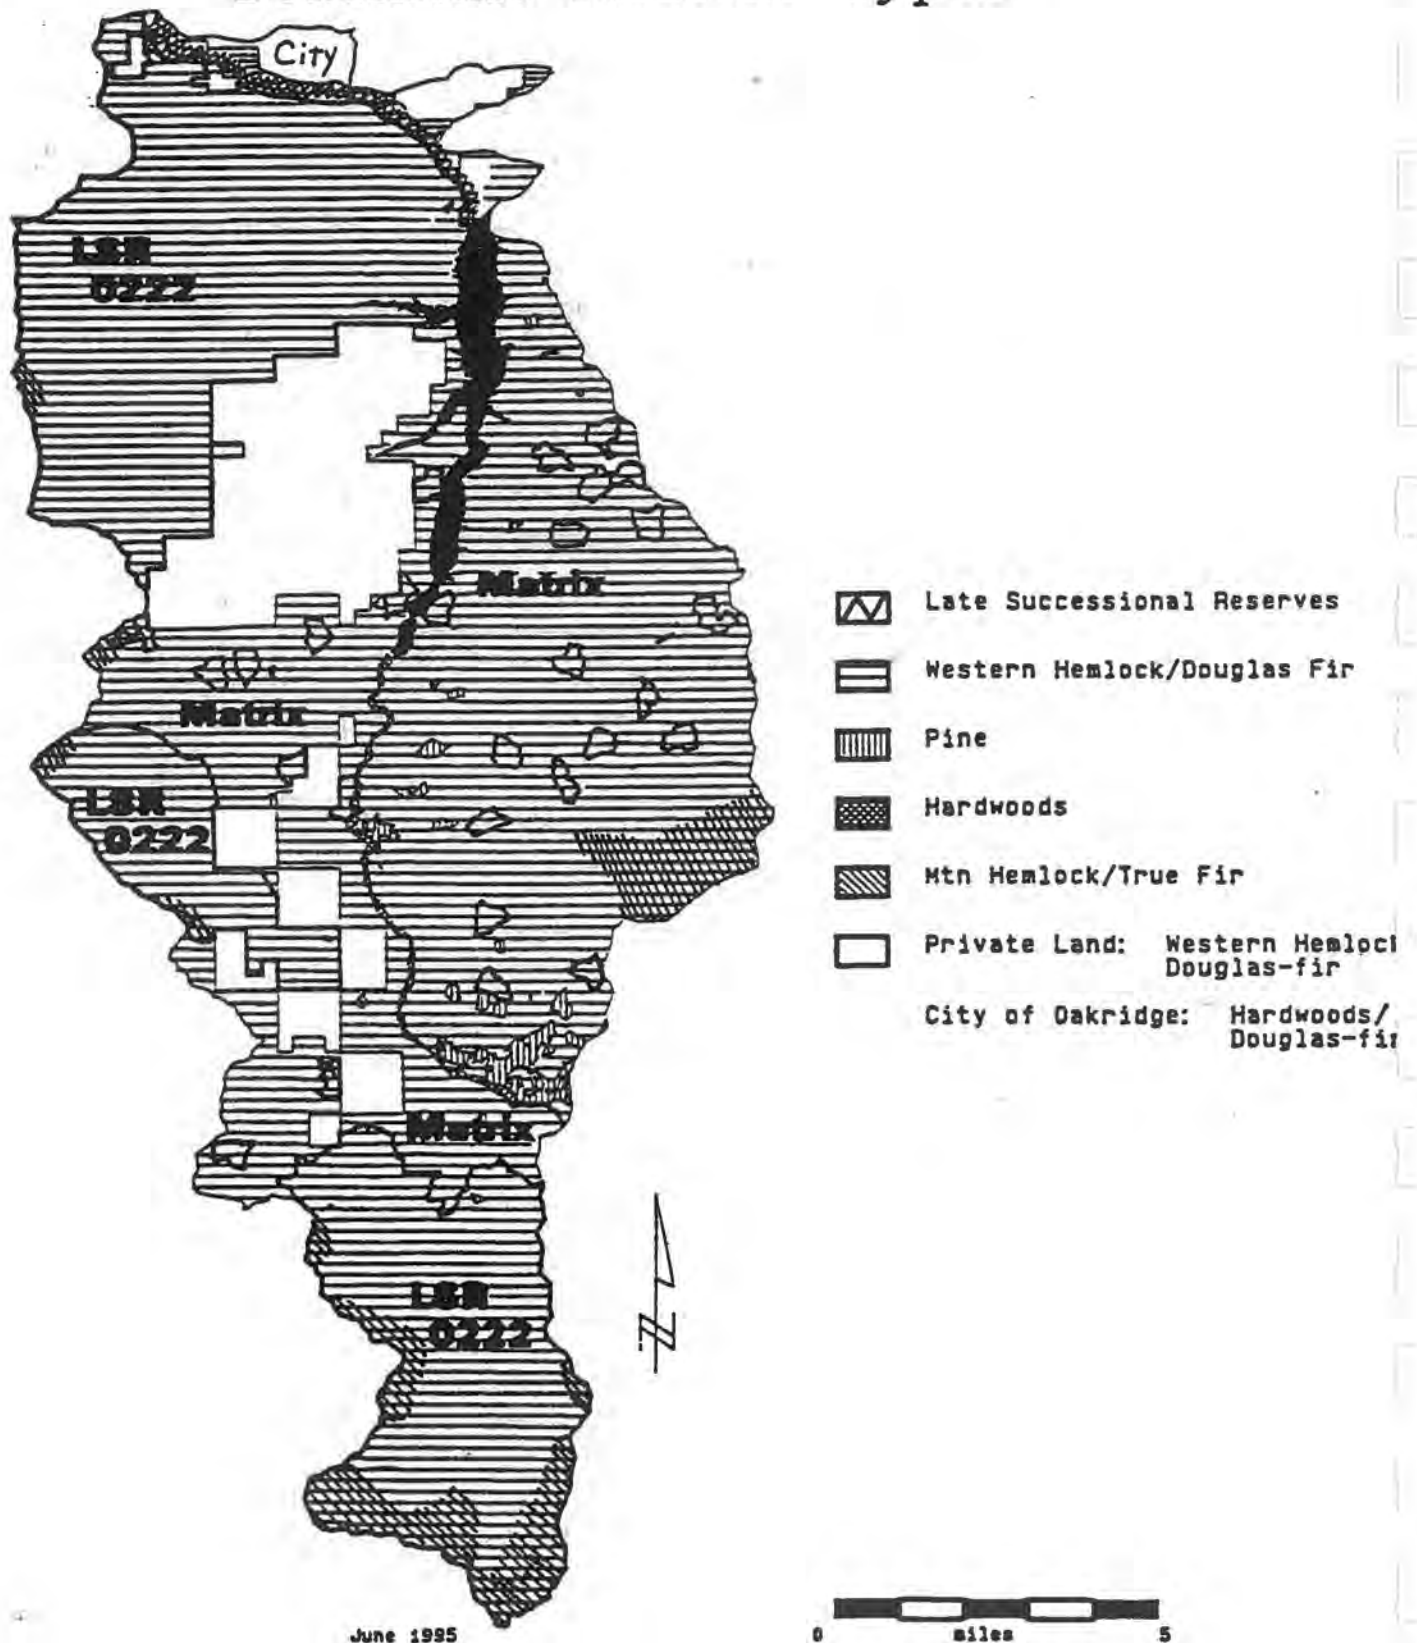 City
LSR
0222
Matrix
Matrix
LSR
0222
Matrix
LSR
0222
Late Successional Reserves
Western Hemlock/Douglas Fir
Pine
Hardwoods
Mtn Hemlock/True Fir
Private Land: Western Hemlock
Douglas-fir
City of Oakridge: Hardwoods/
Douglas-fir
N
June 1995
0 miles 5